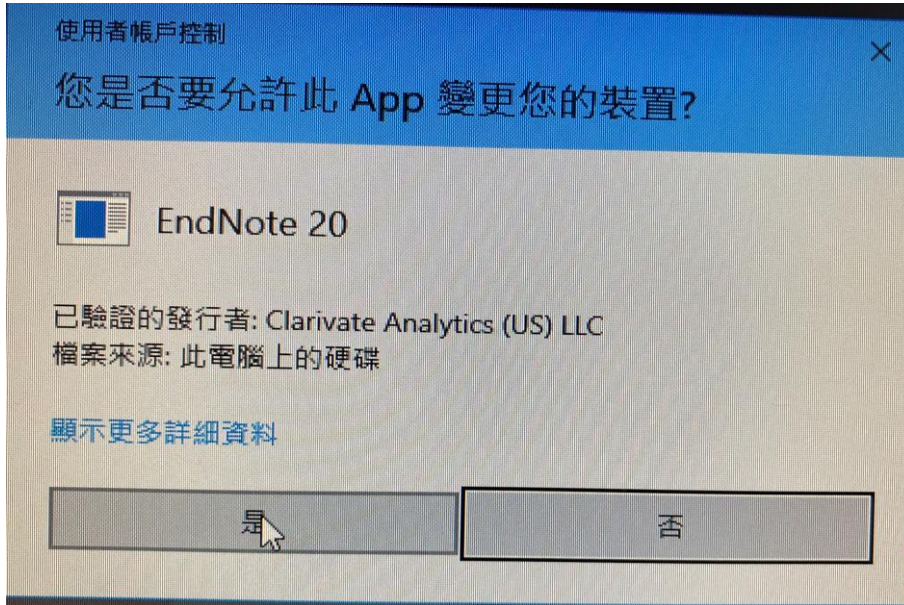 使用者帳戶控制
您是否要允許此 App 變更您的裝置?
EndNote 20
已驗證的發行者: Clarivate Analytics (US) LLC
檔案來源: 此電腦上的硬碟
顯示更多詳細資料
是
否